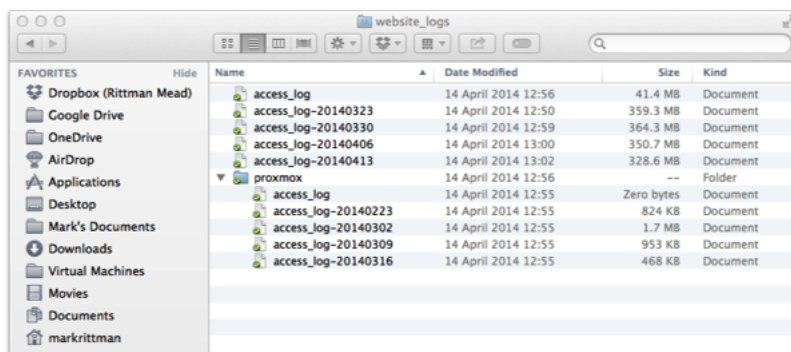 website_logs
FAVORITES Hide
Dropbox (Rittman Mead)
Google Drive
OneDrive
AirDrop
Applications
Desktop
Mark's Documents
Downloads
Virtual Machines
Movies
Documents
markrittman
Name Date Modified Size Kind
access_log 14 April 2014 12:56 41.4 MB Document
access_log-20140323 14 April 2014 12:50 359.3 MB Document
access_log-20140330 14 April 2014 12:59 364.3 MB Document
access_log-20140406 14 April 2014 13:00 350.7 MB Document
access_log-20140413 14 April 2014 13:02 328.6 MB Document
proxmox 14 April 2014 12:56 -- Folder
access_log 14 April 2014 12:55 Zero bytes Document
access_log-20140223 14 April 2014 12:55 824 KB Document
access_log-20140302 14 April 2014 12:55 1.7 MB Document
access_log-20140309 14 April 2014 12:55 953 KB Document
access_log-20140316 14 April 2014 12:55 468 KB Document